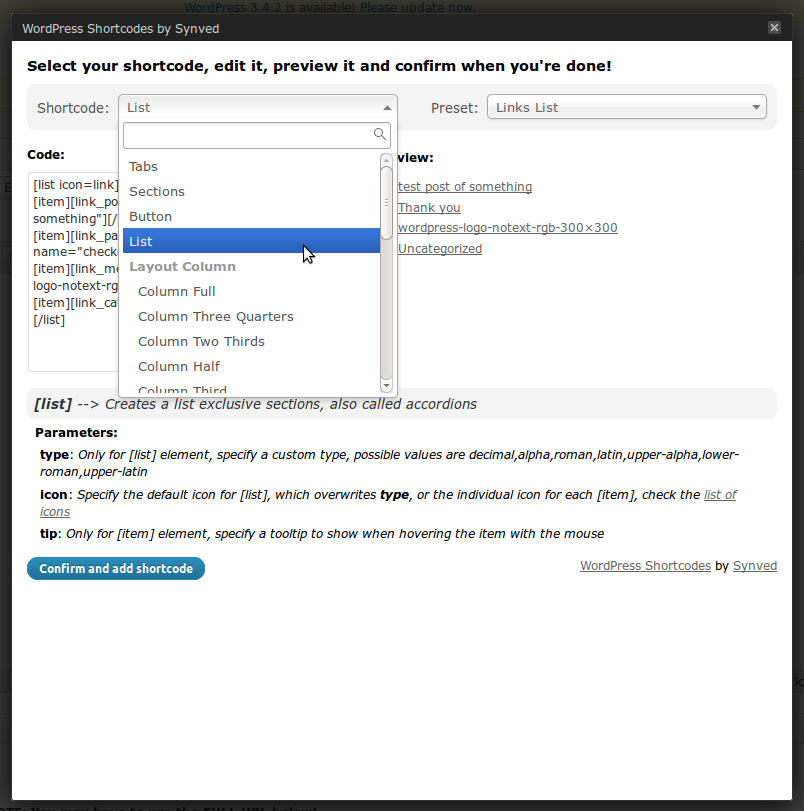 WordPress 3.4.2 is available! Please update now.
WordPress Shortcodes by Synved
Select your shortcode, edit it, preview it and confirm when you're done!
Shortcode: List Preset: Links List
Code:
view:
[list icon=link]
[item][link_po
something"][/
[item][link_pa
name="check
[item][link_me
logo-notext-rg
[item][link_ca
[/list]
Tabs
Sections
Button
List
Layout Column
Column Full
Column Three Quarters
Column Two Thirds
Column Half
Column Third
test post of something
Thank you
wordpress-logo-notext-rgb-300×300
Uncategorized
[list] --> Creates a list exclusive sections, also called accordions
Parameters:
type: Only for [list] element, specify a custom type, possible values are decimal,alpha,roman,latin,upper-alpha,lower-
roman,upper-latin
icon: Specify the default icon for [list], which overwrites type, or the individual icon for each [item], check the list of
icons
tip: Only for [item] element, specify a tooltip to show when hovering the item with the mouse
Confirm and add shortcode
WordPress Shortcodes by Synved